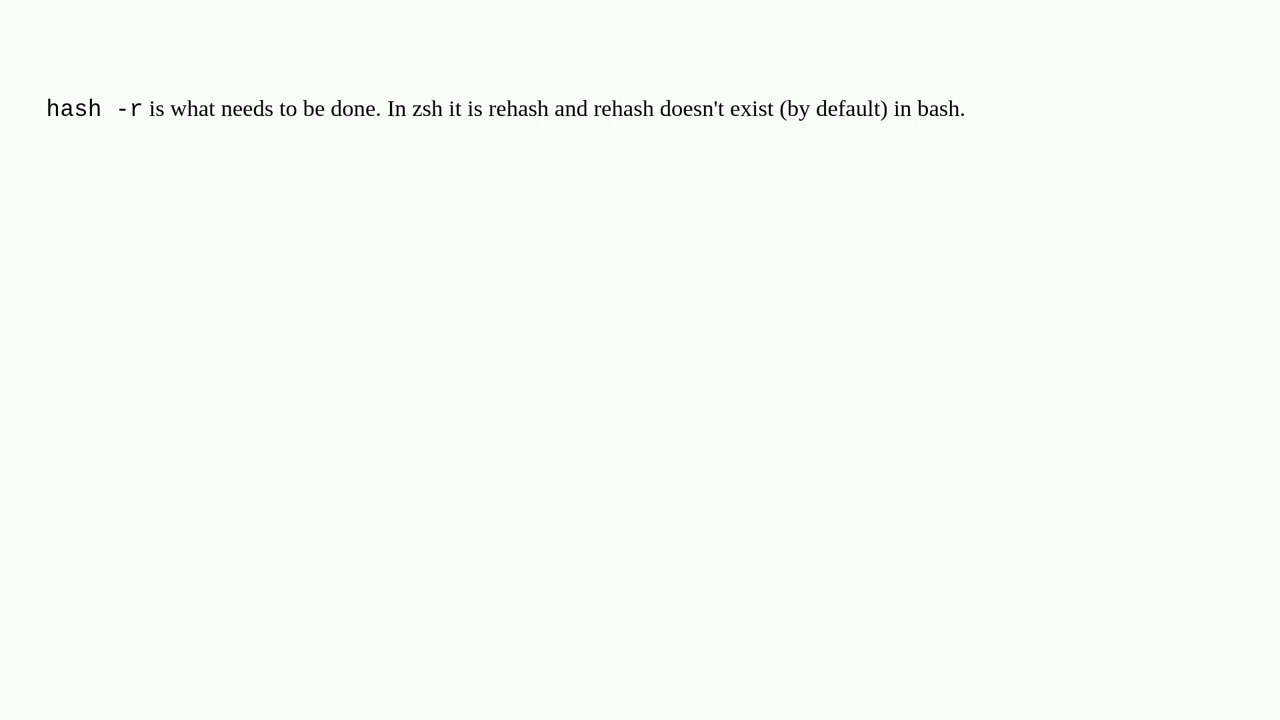 hash -r is what needs to be done. In zsh it is rehash and rehash doesn't exist (by default) in bash.